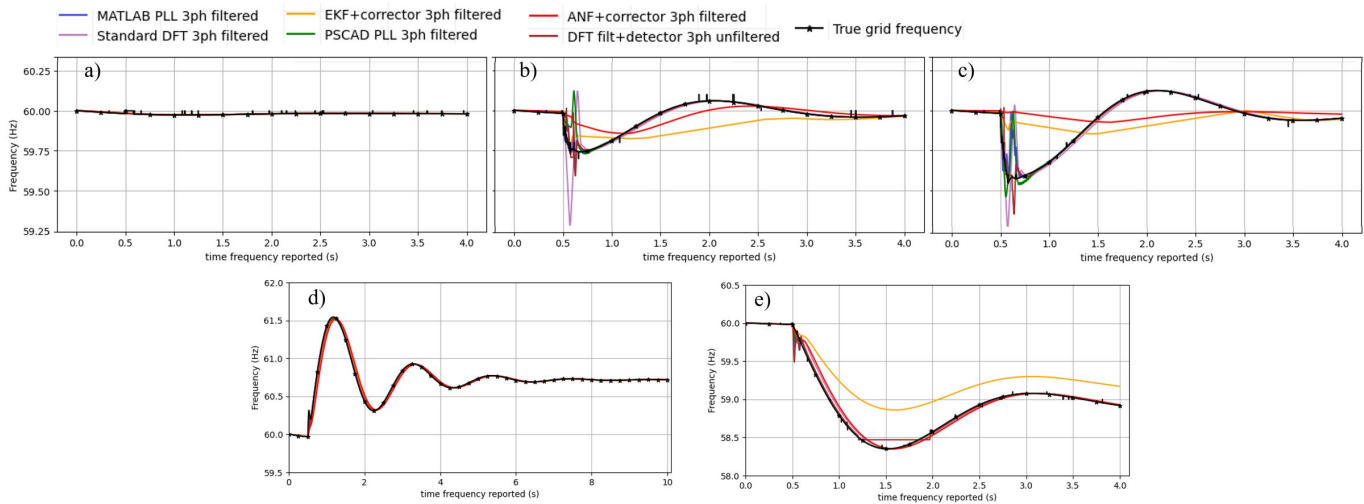 MATLAB PLL 3ph filtered EKF+corrector 3ph filtered ANF+corrector 3ph filtered
Standard DFT 3ph filtered PSCAD PLL 3ph filtered DFT filt+detector 3ph unfiltered True grid frequency
a) b) c)
60.25
60.00
59.75
59.50
59.25
Frequency (Hz)
0.0 0.5 1.0 1.5 2.0 2.5 3.0 3.5 4.0 0.0 0.5 1.0 1.5 2.0 2.5 3.0 3.5 4.0 0.0 0.5 1.0 1.5 2.0 2.5 3.0 3.5 4.0
time frequency reported (s) time frequency reported (s) time frequency reported (s)
d)
62.0
61.5
61.0
60.5
60.0
59.5
Frequency (Hz)
0 2 4 6 8 10
time frequency reported (s)
e)
60.5
60.0
59.5
59.0
58.5
58.0
Frequency (Hz)
0.0 0.5 1.0 1.5 2.0 2.5 3.0 3.5 4.0
time frequency reported (s)